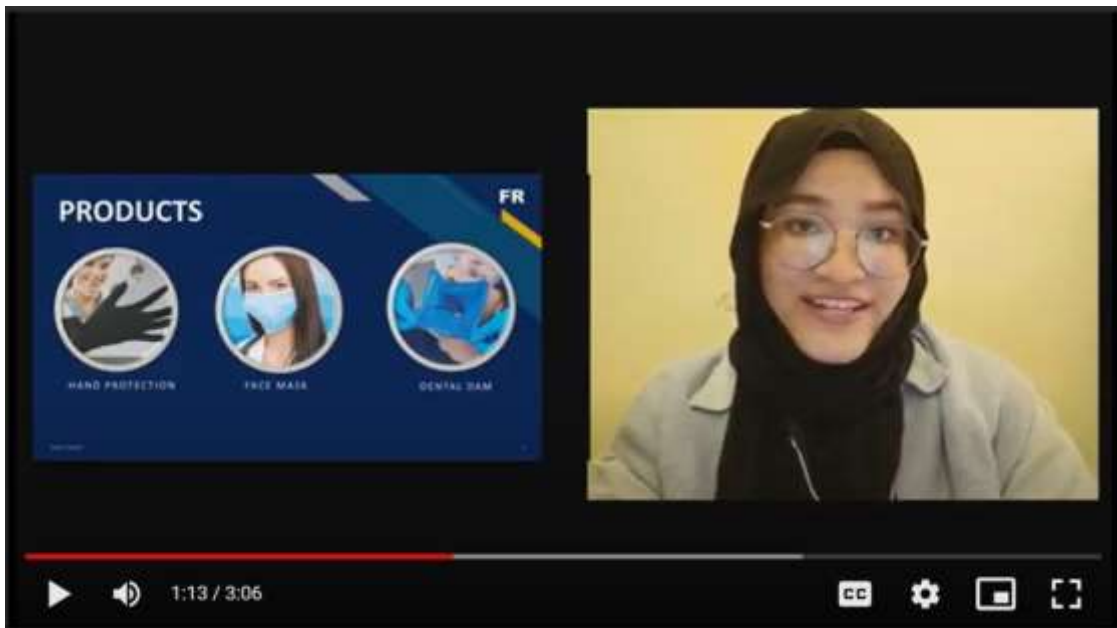 PRODUCTS
FR
HAND PROTECTION
FACE MASK
DENTAL DAM
1:13 / 3:06
CC